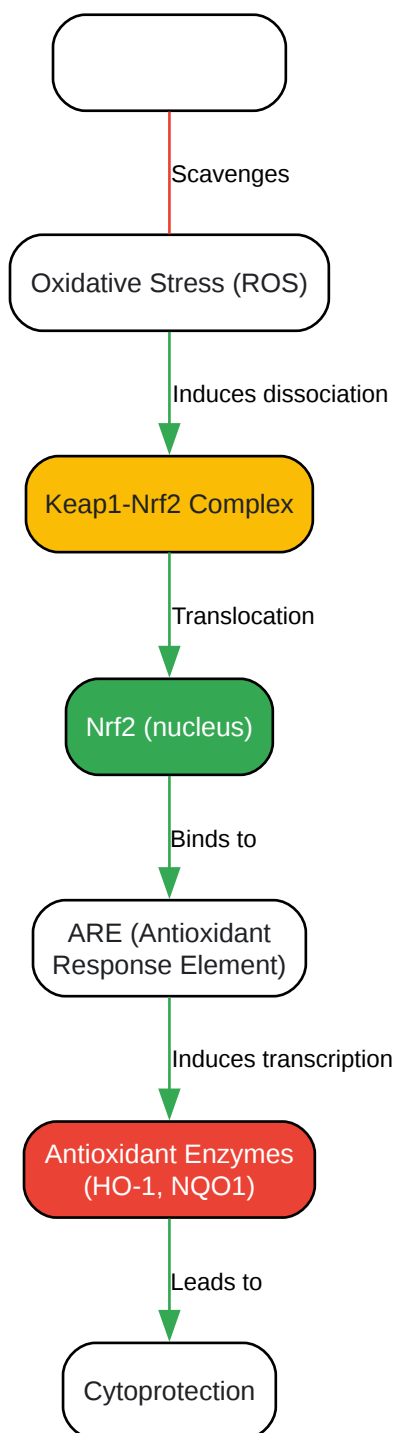 Scavenges
Oxidative Stress (ROS)
Induces dissociation
Keap1-Nrf2 Complex
Translocation
Nrf2 (nucleus)
Binds to
ARE (Antioxidant
Response Element)
Induces transcription
Antioxidant Enzymes
(HO-1, NQO1)
Leads to
Cytoprotection